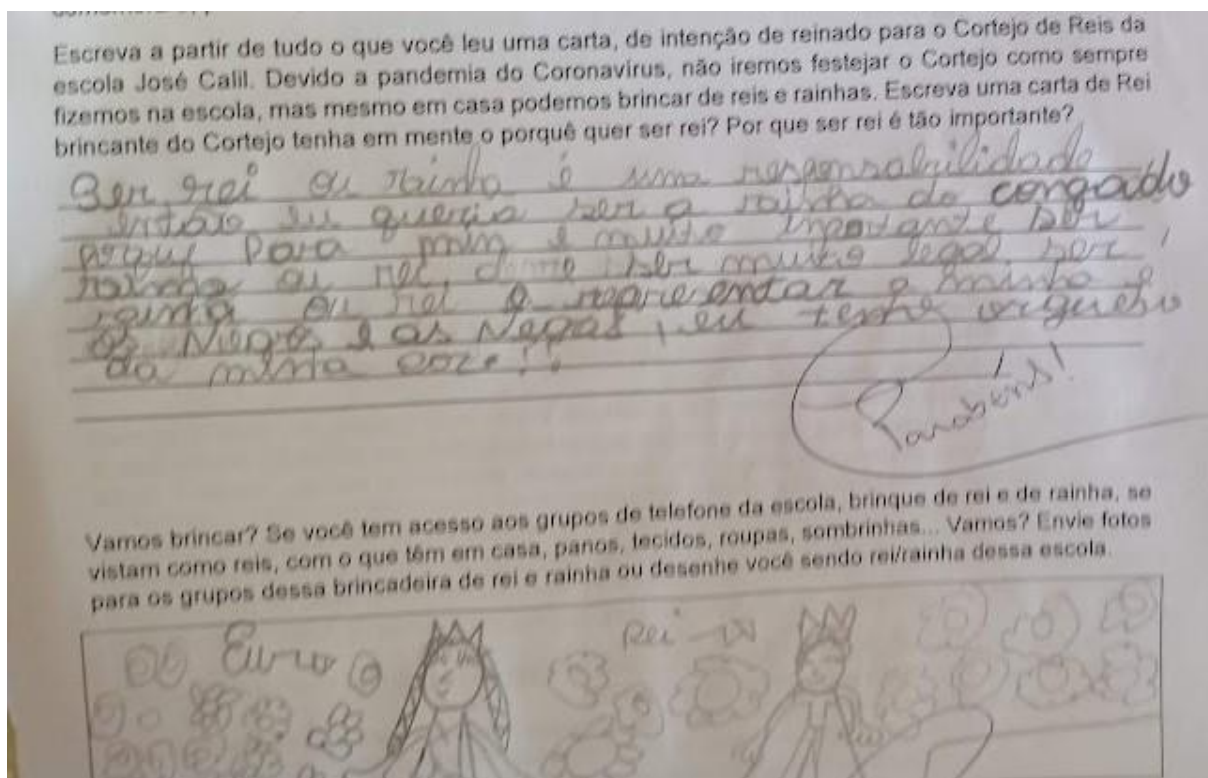 Escreva a partir de tudo o que você leu uma carta, de intenção de reinado para o Cortejo de Reis da
escola José Calil. Devido a pandemia do Coronavírus, não iremos festejar o Cortejo como sempre
fizemos na escola, mas mesmo em casa podemos brincar de reis e rainhas. Escreva uma carta de Rei
brincante do Cortejo tenha em mente o porquê quer ser rei? Por que ser rei é tão importante?
Ser rei ou rainha é uma responsabilidade
então eu queria ser a rainha do congado
porque para mim é muito importante ser
rainha ou rei, deve ser muito legal ser
rainha ou rei e a minha
os Negos e as Negas, eu tenho orguelho
da minha
Parabéns!
Vamos brincar? Se você tem acesso aos grupos de telefone da escola, brinque de rei e de rainha, se
vistam como reis, com o que têm em casa, panos, tecidos, roupas, sombrinhas... Vamos? Envie fotos
para os grupos dessa brincadeira de rei e rainha ou desenhe você sendo rei/rainha dessa escola.
Rei